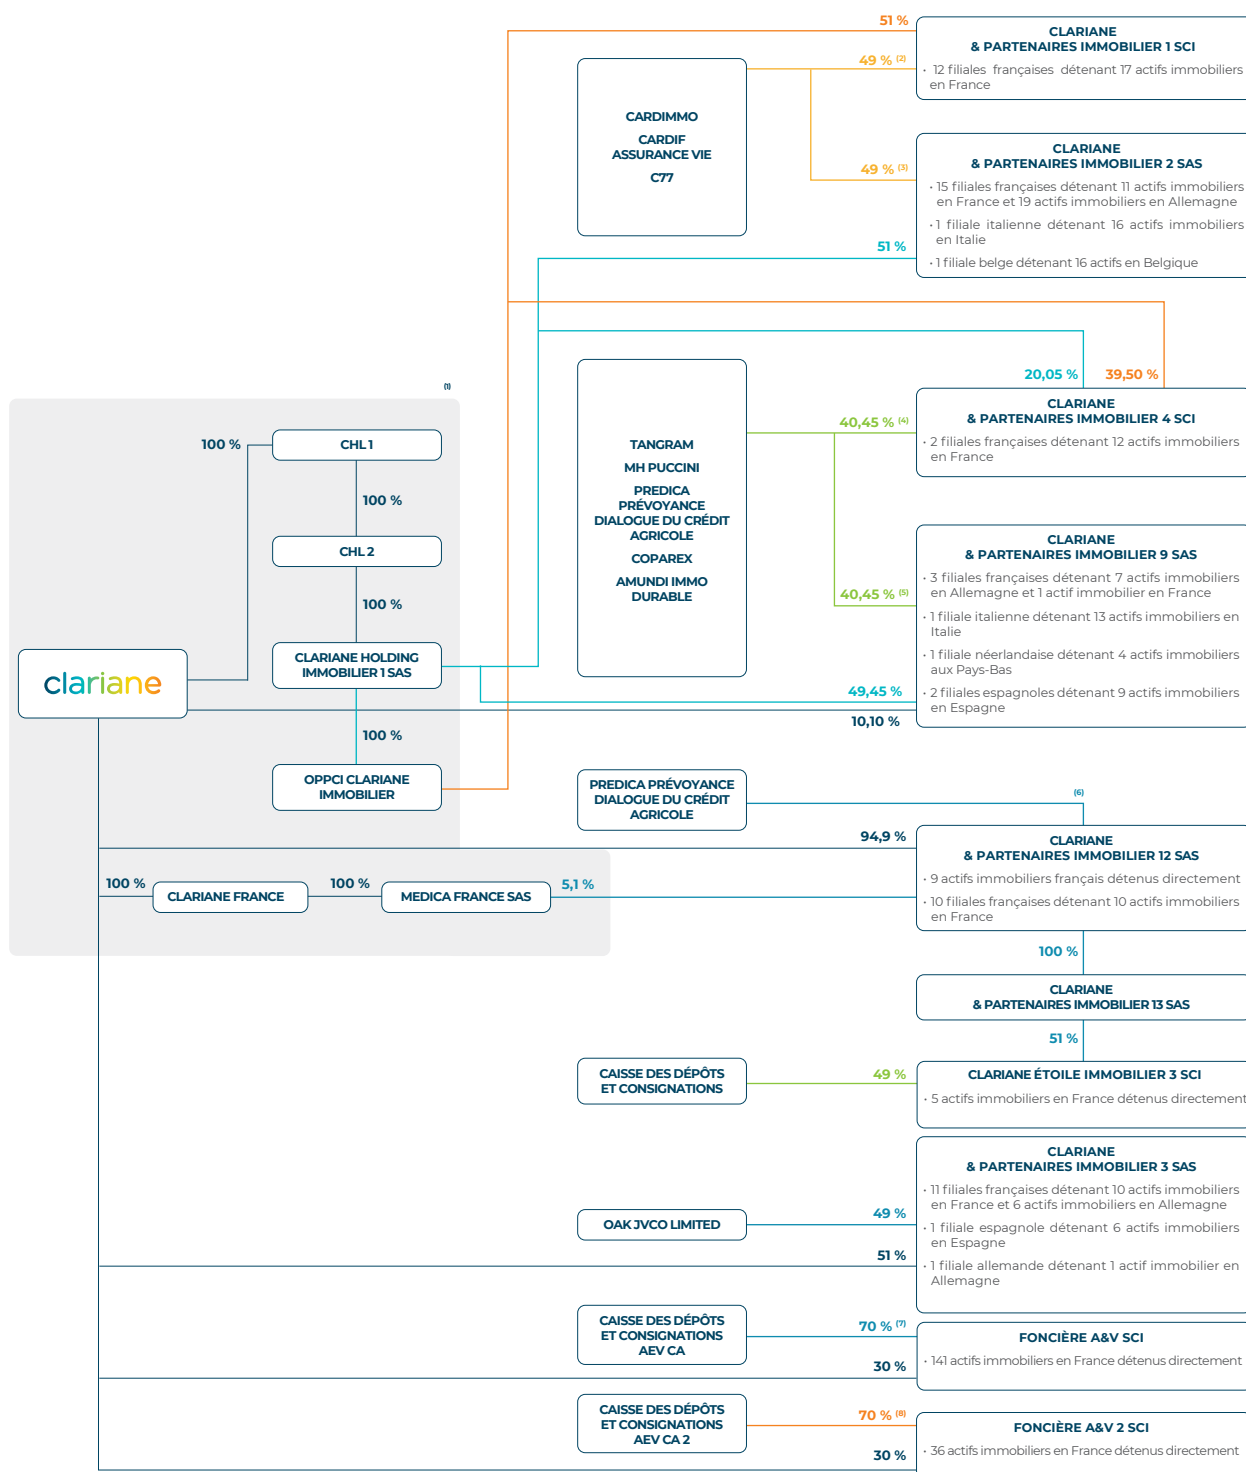 51 %
CLARIANE
& PARTENAIRES IMMOBILIER 1 SCI
• 12 filiales françaises détenant 17 actifs immobiliers
en France
49 % (2)
CARDIMMO
CARDIF
ASSURANCE VIE
C77
CLARIANE
& PARTENAIRES IMMOBILIER 2 SAS
• 15 filiales françaises détenant 11 actifs immobiliers
en France et 19 actifs immobiliers en Allemagne
• 1 filiale italienne détenant 16 actifs immobiliers
en Italie
• 1 filiale belge détenant 16 actifs en Belgique
49 % (3)
51 %
20,05 %
39,50 %
(1)
CLARIANE
& PARTENAIRES IMMOBILIER 4 SCI
• 2 filiales françaises détenant 12 actifs immobiliers
en France
40,45 % (4)
TANGRAM
MH PUCCINI
PREDICA
PRÉVOYANCE
DIALOGUE DU CRÉDIT
AGRICOLE
COPAREX
AMUNDI IMMO
DURABLE
100 %
CHL 1
100 %
CHL 2
100 %
CLARIANE HOLDING
IMMOBILIER 1 SAS
clariane
100 %
OPPCI CLARIANE
IMMOBILIER
CLARIANE
& PARTENAIRES IMMOBILIER 9 SAS
• 3 filiales françaises détenant 7 actifs immobiliers
en Allemagne et 1 actif immobilier en France
• 1 filiale italienne détenant 13 actifs immobiliers en
Italie
• 1 filiale néerlandaise détenant 4 actifs immobiliers
aux Pays-Bas
• 2 filiales espagnoles détenant 9 actifs immobiliers
en Espagne
40,45 % (5)
49,45 %
10,10 %
PREDICA PRÉVOYANCE
DIALOGUE DU CRÉDIT
AGRICOLE
(6)
94,9 %
CLARIANE
& PARTENAIRES IMMOBILIER 12 SAS
• 9 actifs immobiliers français détenus directement
• 10 filiales françaises détenant 10 actifs immobiliers
en France
100 %
CLARIANE FRANCE
100 %
MEDICA FRANCE SAS
5,1 %
100 %
CLARIANE
& PARTENAIRES IMMOBILIER 13 SAS
51 %
CAISSE DES DÉPÔTS
ET CONSIGNATIONS
49 %
CLARIANE ÉTOILE IMMOBILIER 3 SCI
• 5 actifs immobiliers en France détenus directement
CLARIANE
& PARTENAIRES IMMOBILIER 3 SAS
• 11 filiales françaises détenant 10 actifs immobiliers
en France et 6 actifs immobiliers en Allemagne
• 1 filiale espagnole détenant 6 actifs immobiliers
en Espagne
• 1 filiale allemande détenant 1 actif immobilier en
Allemagne
OAK JVCO LIMITED
49 %
51 %
CAISSE DES DÉPÔTS
ET CONSIGNATIONS
AEV CA
70 % (7)
30 %
FONCIÈRE A&V SCI
• 141 actifs immobiliers en France détenus directement
CAISSE DES DÉPÔTS
ET CONSIGNATIONS
AEV CA 2
70 % (8)
30 %
FONCIÈRE A&V 2 SCI
• 36 actifs immobiliers en France détenus directement